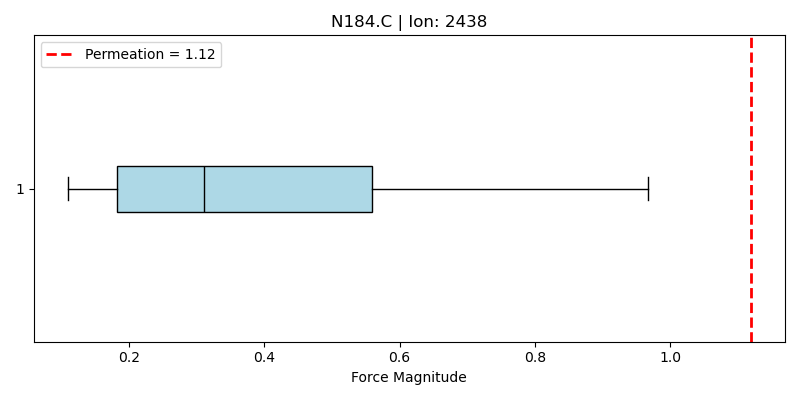 N184.C | Ion: 2438
Permeation = 1.12
1
0.2 0.4 0.6 0.8 1.0
Force Magnitude